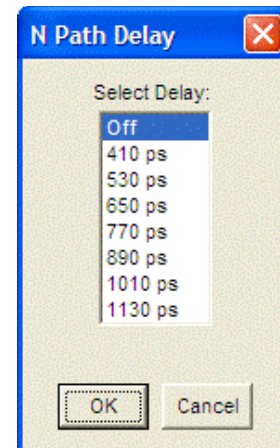 N Path Delay
Select Delay:
Off
410 ps
530 ps
650 ps
770 ps
890 ps
1010 ps
1130 ps
OK
Cancel